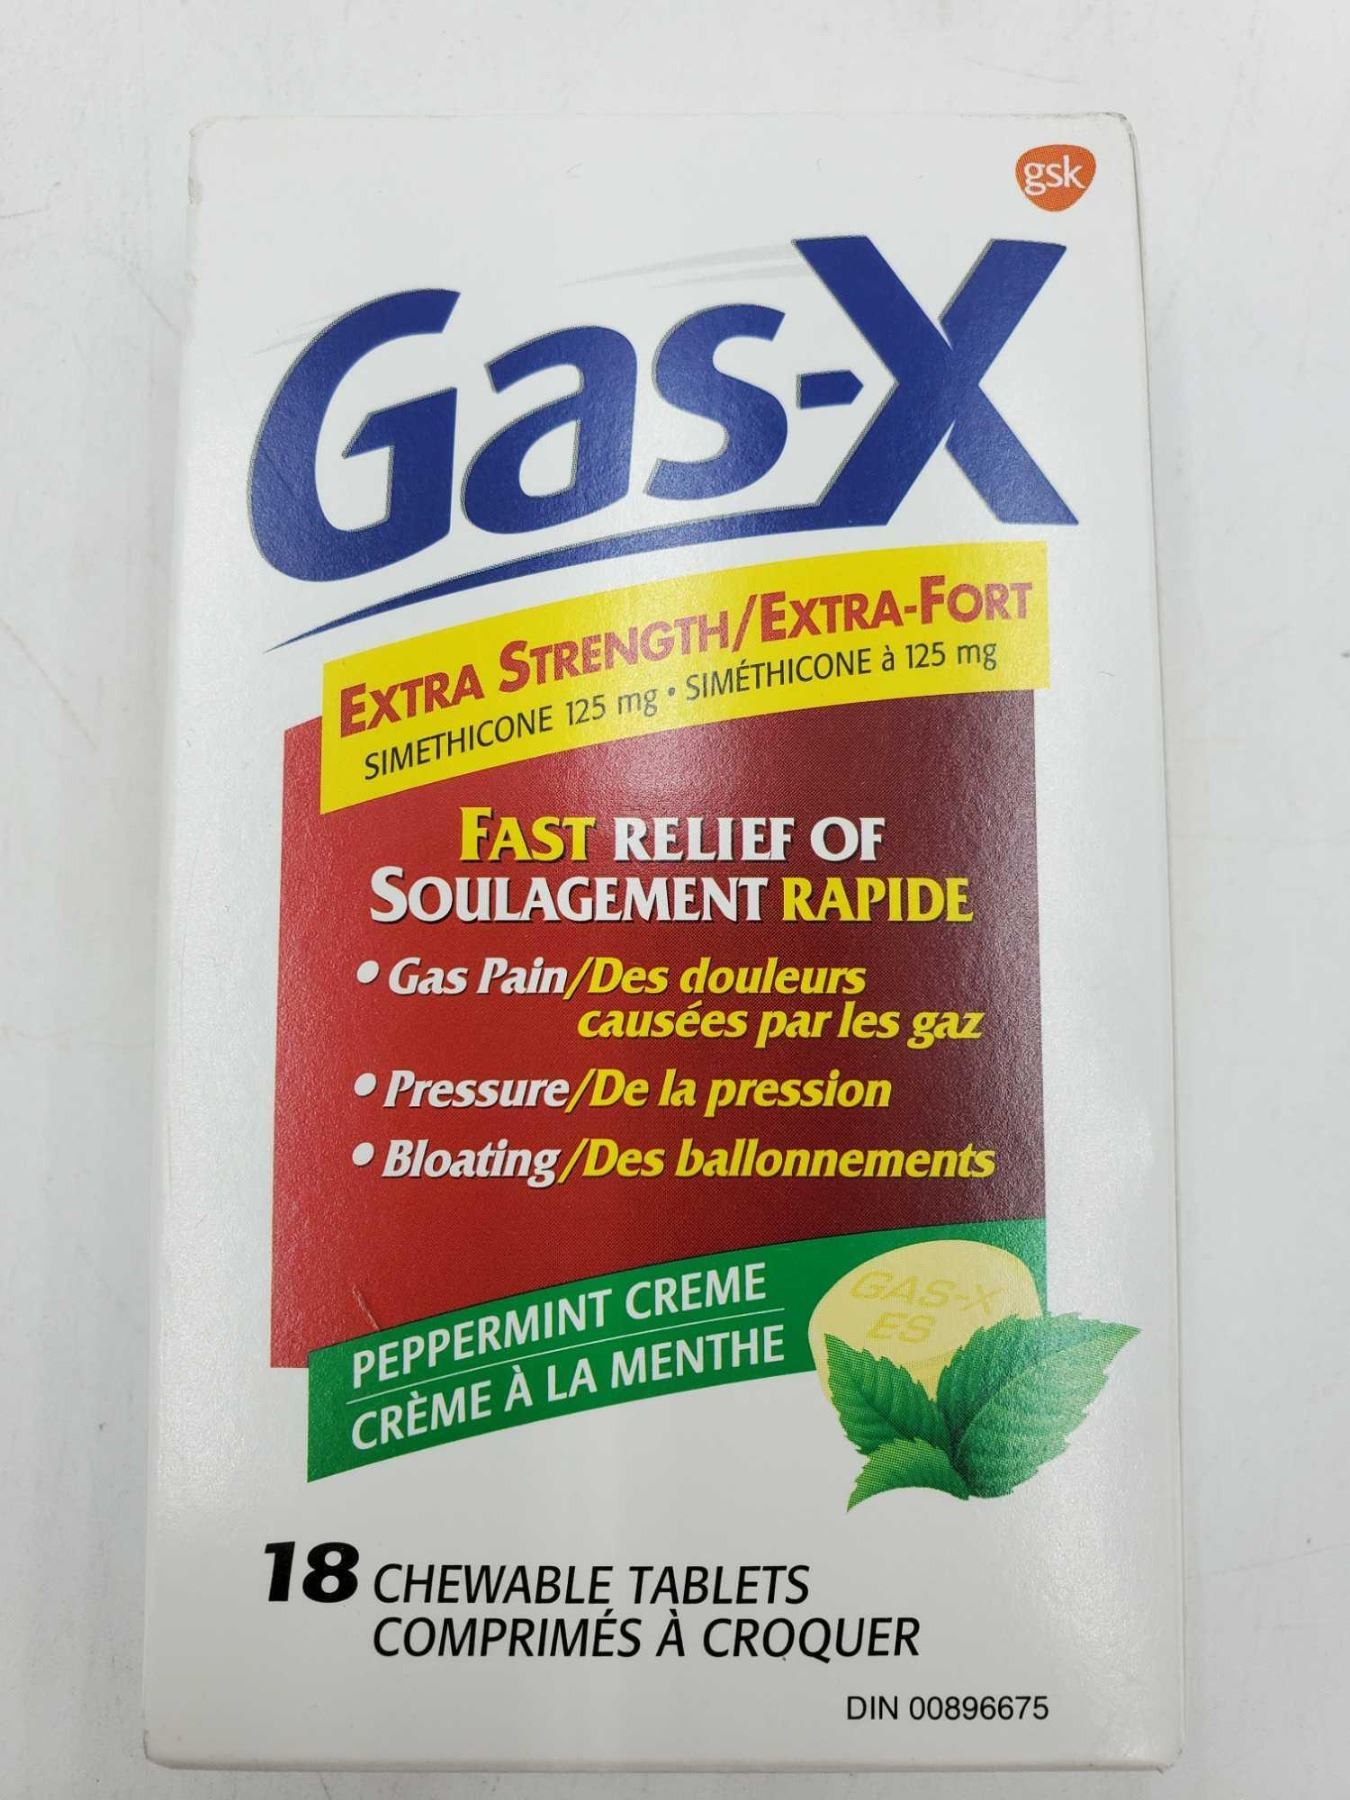 gsk
Gas-X
EXTRA STRENGTH/EXTRA-FORT
SIMETHICONE 125 mg • SIMÉTHICONE à 125 mg
FAST RELIEF OF
SOULAGEMENT RAPIDE
• Gas Pain/Des douleurs
causées par les gaz
• Pressure/De la pression
• Bloating/Des ballonnements
PEPPERMINT CREME
CRÈME À LA MENTHE
GAS-X
ES
18 CHEWABLE TABLETS
COMPRIMÉS À CROQUER
DIN 00896675